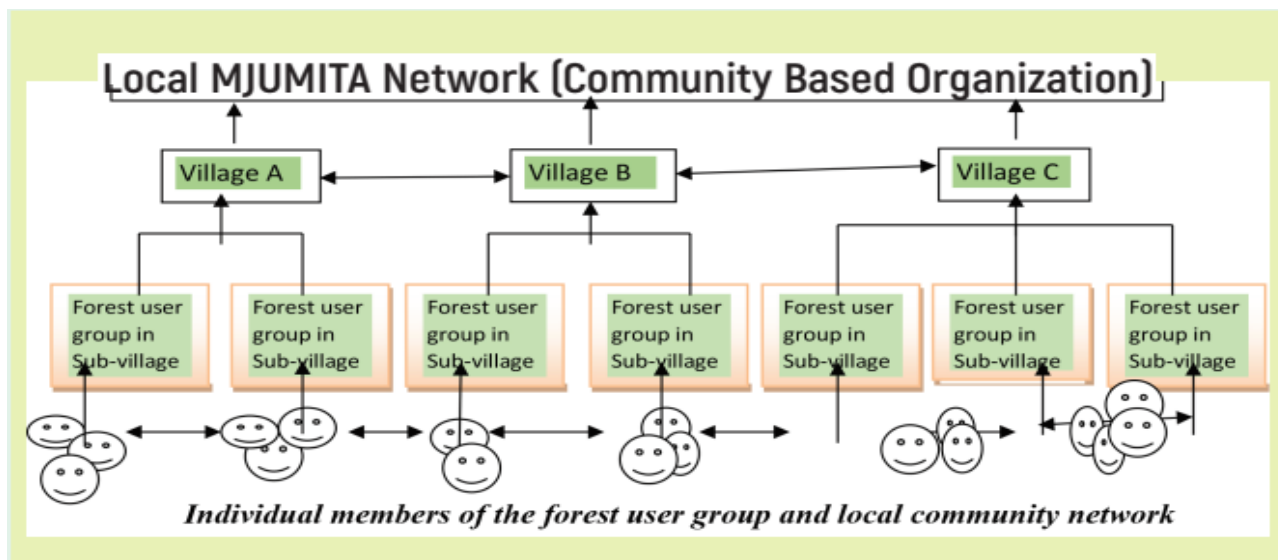 Local MJUMITA Network (Community Based Organization)
Village A
Village B
Village C
Forest user
group in
Sub-village
Forest user
group in
Sub-village
Forest user
group in
Sub-village
Forest user
group in
Sub-village
Forest user
group in
Sub-village
Forest user
group in
Sub-village
Forest user
group in
Sub-village
Individual members of the forest user group and local community network